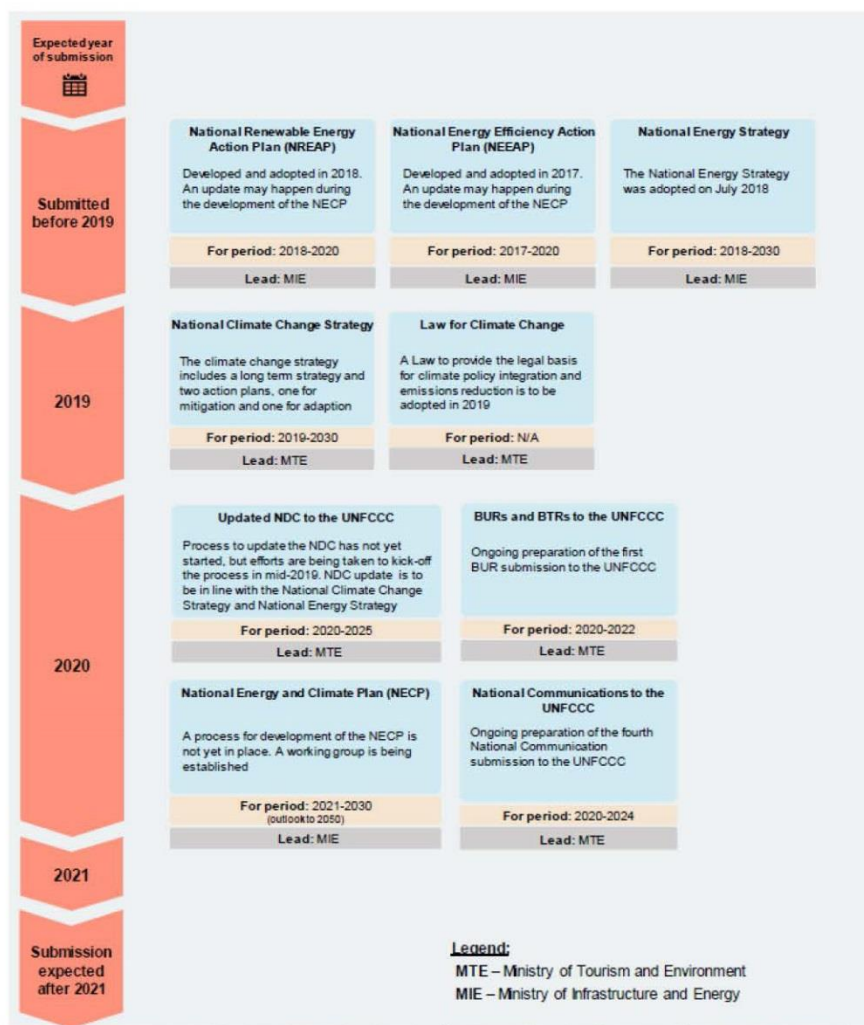 Expected year
of submission
Submitted
before 2019
National Renewable Energy
Action Plan (NREAP)
Developed and adopted in 2018.
An update may happen during
the development of the NECP
For period: 2018-2020
Lead: MIE
National Energy Efficiency Action
Plan (NEEAP)
Developed and adopted in 2017.
An update may happen during
the development of the NECP
For period: 2017-2020
Lead: MIE
National Energy Strategy
The National Energy Strategy
was adopted on July 2018
For period: 2018-2030
Lead: MIE
2019
National Climate Change Strategy
The climate change strategy
includes a long term strategy and
two action plans, one for
mitigation and one for adaption
For period: 2019-2030
Lead: MTE
Law for Climate Change
A Law to provide the legal basis
for climate policy integration and
emissions reduction is to be
adopted in 2019
For period: N/A
Lead: MTE
2020
Updated NDC to the UNFCCC
Process to update the NDC has not yet
started, but efforts are being taken to kick-off
the process in mid-2019. NDC update is to
be in line with the National Climate Change
Strategy and National Energy Strategy
For period: 2020-2025
Lead: MTE
BURs and BTRs to the UNFCCC
Ongoing preparation of the first
BUR submission to the UNFCCC
For period: 2020-2022
Lead: MTE
National Energy and Climate Plan (NECP)
A process for development of the NECP is
not yet in place. A working group is being
established
For period: 2021-2030
(outlook to 2050)
Lead: MIE
National Communications to the
UNFCCC
Ongoing preparation of the fourth
National Communication
submission to the UNFCCC
For period: 2020-2024
Lead: MTE
2021
Submission
expected
after 2021
Legend:
MTE – Ministry of Tourism and Environment
MIE – Ministry of Infrastructure and Energy